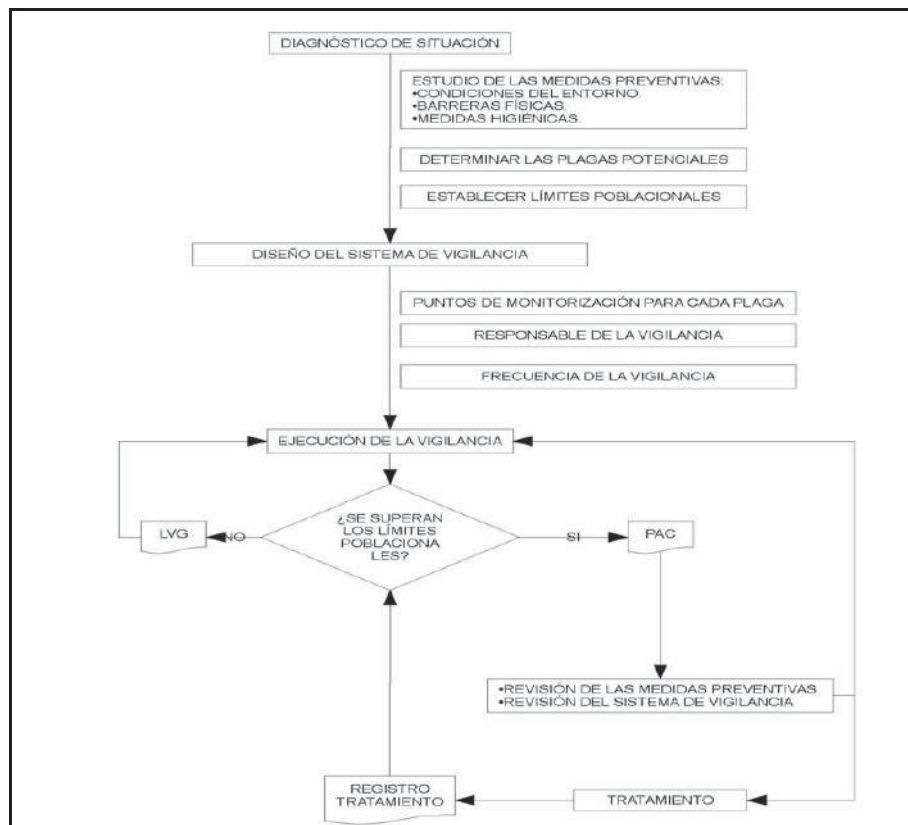 DIAGNÓSTICO DE SITUACIÓN
ESTUDIO DE LAS MEDIDAS PREVENTIVAS:
•CONDICIONES DEL ENTORNO.
•BARRERAS FÍSICAS.
•MEDIDAS HIGIÉNICAS.
DETERMINAR LAS PLAGAS POTENCIALES
ESTABLECER LÍMITES POBLACIONALES
DISEÑO DEL SISTEMA DE VIGILANCIA
PUNTOS DE MONITORIZACIÓN PARA CADA PLAGA
RESPONSABLE DE LA VIGILANCIA
FRECUENCIA DE LA VIGILANCIA
EJECUCIÓN DE LA VIGILANCIA
¿SE SUPERAN
LOS LÍMITES
POBLACIONA
LES?
LVG
NO
SI
PAC
•REVISIÓN DE LAS MEDIDAS PREVENTIVAS
•REVISIÓN DEL SISTEMA DE VIGILANCIA
REGISTRO
TRATAMIENTO
TRATAMIENTO